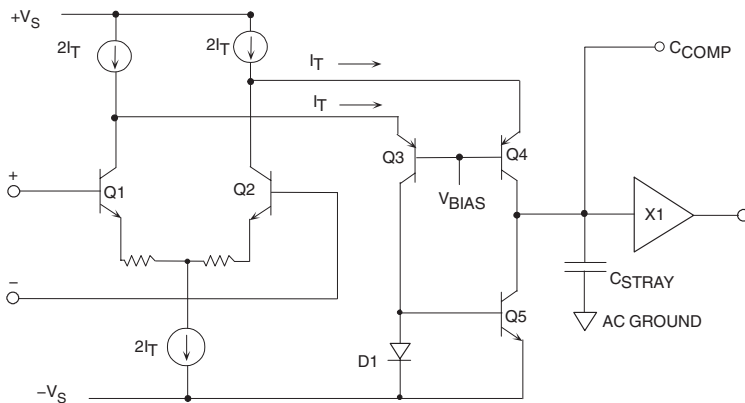 +VS
2IT
2IT
IT
IT
CCOMP
Q3
Q4
+
Q1
Q2
VBIAS
X1
−
CSTRAY
Q5
AC GROUND
2IT
D1
−VS